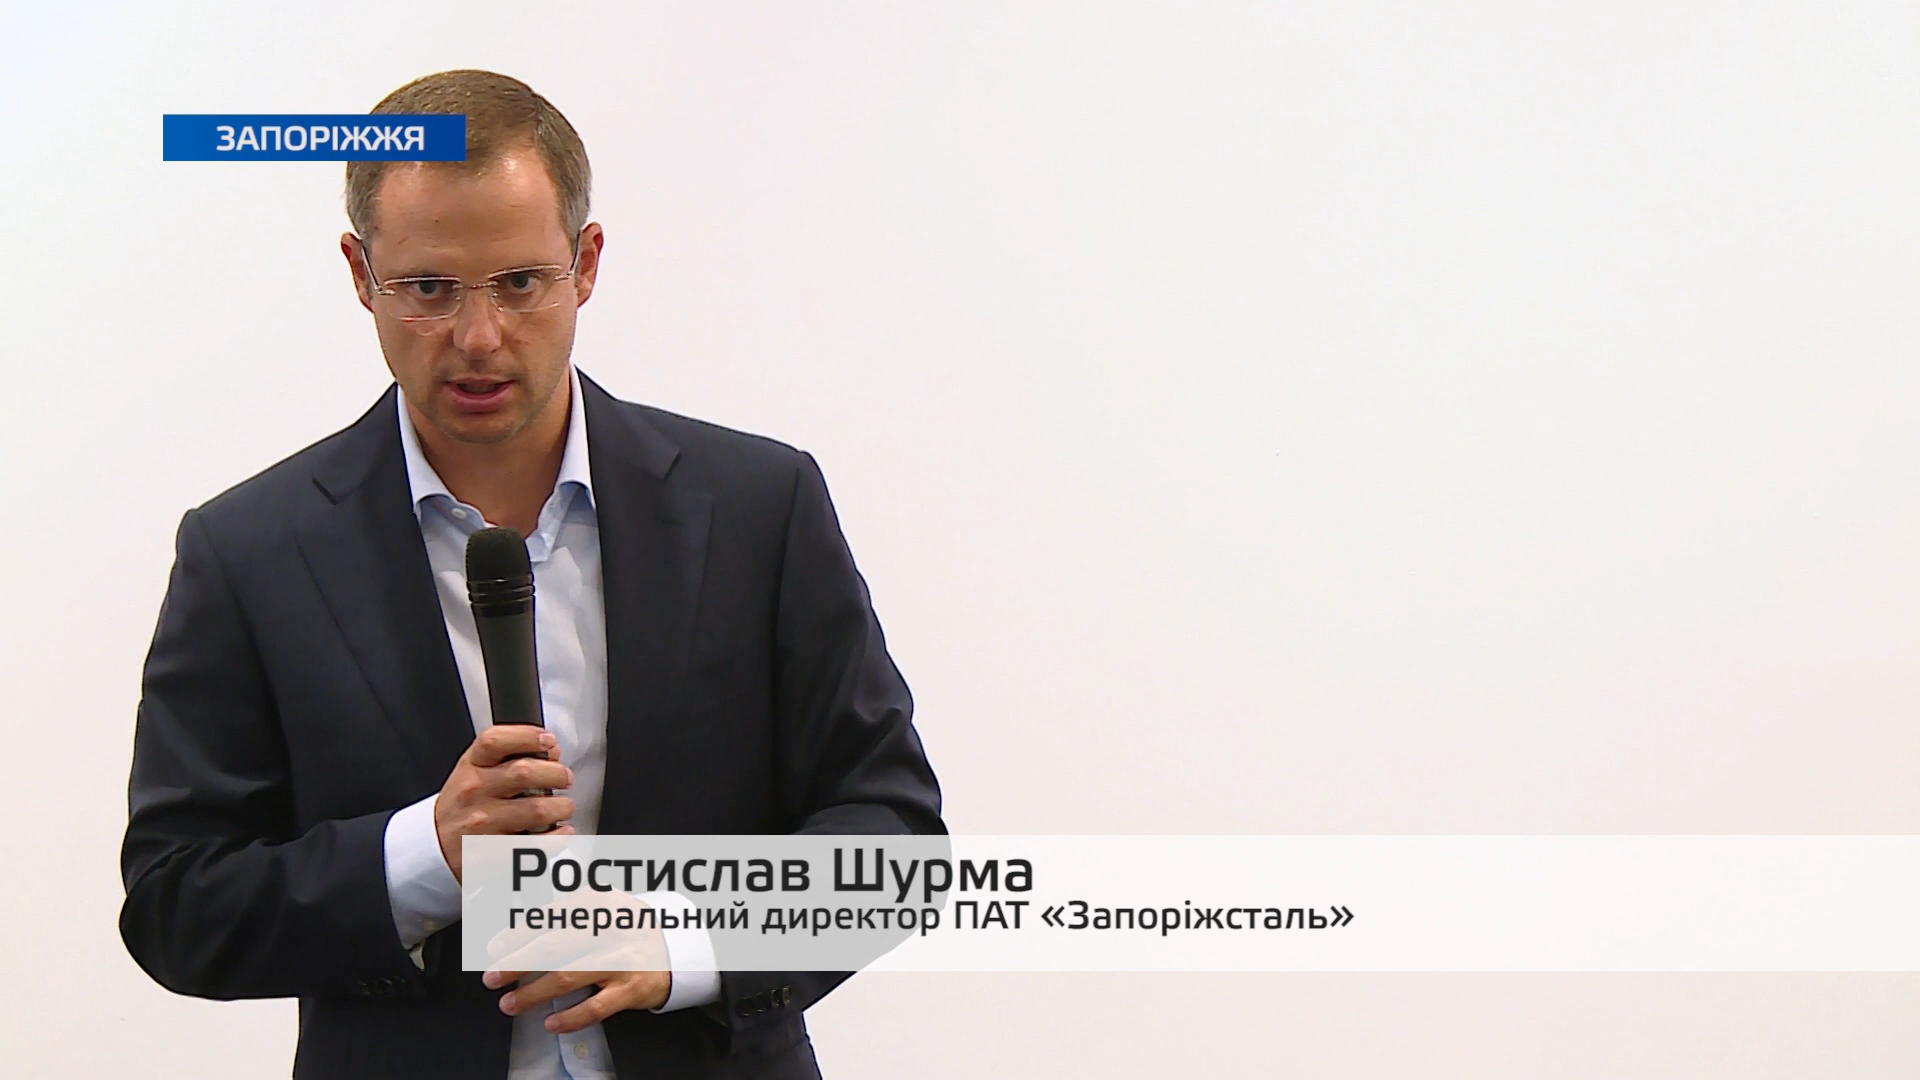 ЗАПОРІЖЖЯ
Ростислав Шурма
генеральний директор ПАТ «Запоріжсталь»